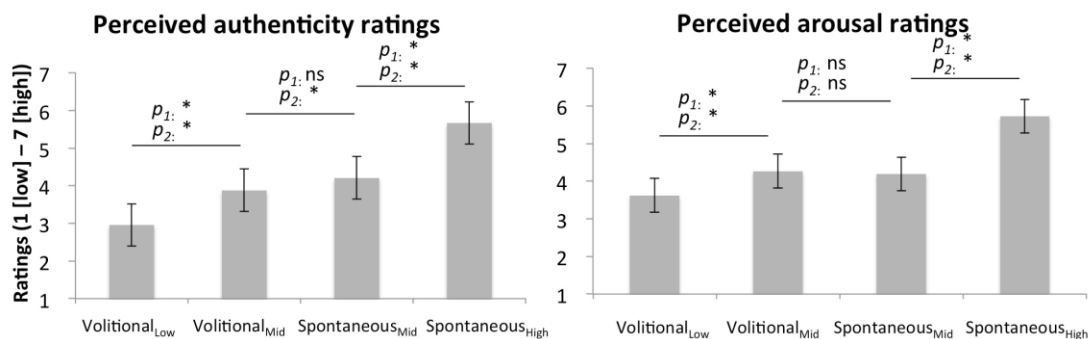 Perceived authenticity ratings
Ratings (1 [low] – 7 [high])
7
6
5
4
3
2
1
p1: *
p2: *
p1: ns
p2: *
p1: *
p2: *
VolitionalLow VolitionalMid SpontaneousMid SpontaneousHigh
Perceived arousal ratings
7
6
5
4
3
2
1
p1: *
p2: *
p1: ns
p2: ns
p1: *
p2: *
VolitionalLow VolitionalMid SpontaneousMid SpontaneousHigh